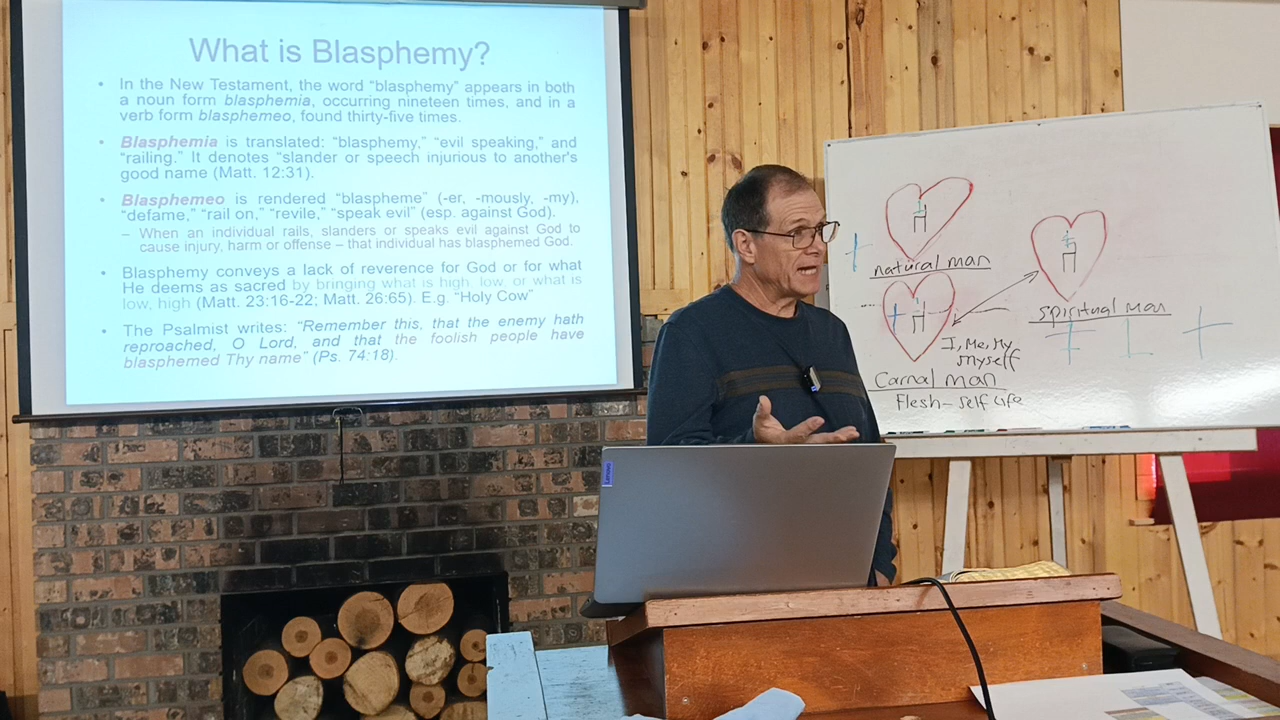 What is Blasphemy?
• In the New Testament, the word “blasphemy” appears in both
a noun form blasphemia, occurring nineteen times, and in a
verb form blasphemeo, found thirty-five times.
• Blasphemia is translated: “blasphemy,” “evil speaking,” and
“railing.” It denotes “slander or speech injurious to another's
good name (Matt. 12:31).
• Blasphemeo is rendered “blaspheme” (-er, -mously, -my),
“defame,” “rail on,” “revile,” “speak evil” (esp. against God).
– When an individual rails, slanders or speaks evil against God to
cause injury, harm or offense – that individual has blasphemed God.
• Blasphemy conveys a lack of reverence for God or for what
He deems as sacred by bringing what is high, low, or what is
low, high (Matt. 23:16-22; Matt. 26:65). E.g. “Holy Cow”
• The Psalmist writes: “Remember this, that the enemy hath
reproached, O Lord, and that the foolish people have
blasphemed Thy name” (Ps. 74:18).
natural man
spiritual man
I, Me, My
Myself
Carnal man
Flesh-self life
Lenovo